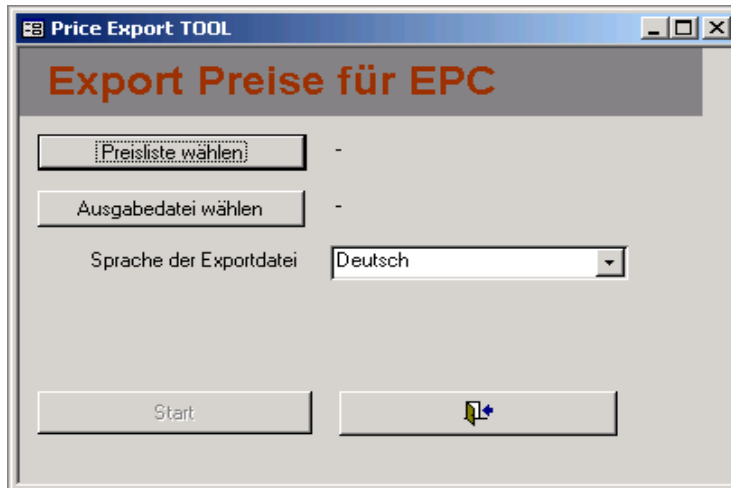 Price Export TOOL
Export Preise für EPC
Preisliste wählen -
Ausgabedatei wählen -
Sprache der Exportdatei Deutsch
Start